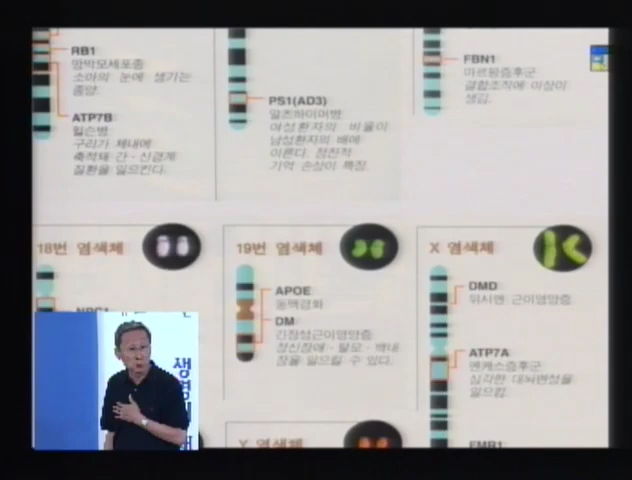 RB1
망막모세포종
소아의 눈에 생기는
종양.
ATP7B
윌슨병
구리가 체내에
축적돼 간·신경계
질환을 일으킨다.
PS1(AD3)
알츠하이머병
여성환자의 비율이
남성환자의 배에
이른다. 점진적
기억 손상이 특징.
FBN1
마르팡증후군
결합조직에 이상이
생김.
18번 염색체
19번 염색체
APOE
동맥경화
DM
근이영양증
정신장애·탈모·백내
장을 일으킬 수 있다.
X 염색체
DMD
뒤시엔 근이영양증
ATP7A
멘케스증후군
심각한 대뇌변성을
일으킴.
FMR1
Y 염색체
생명